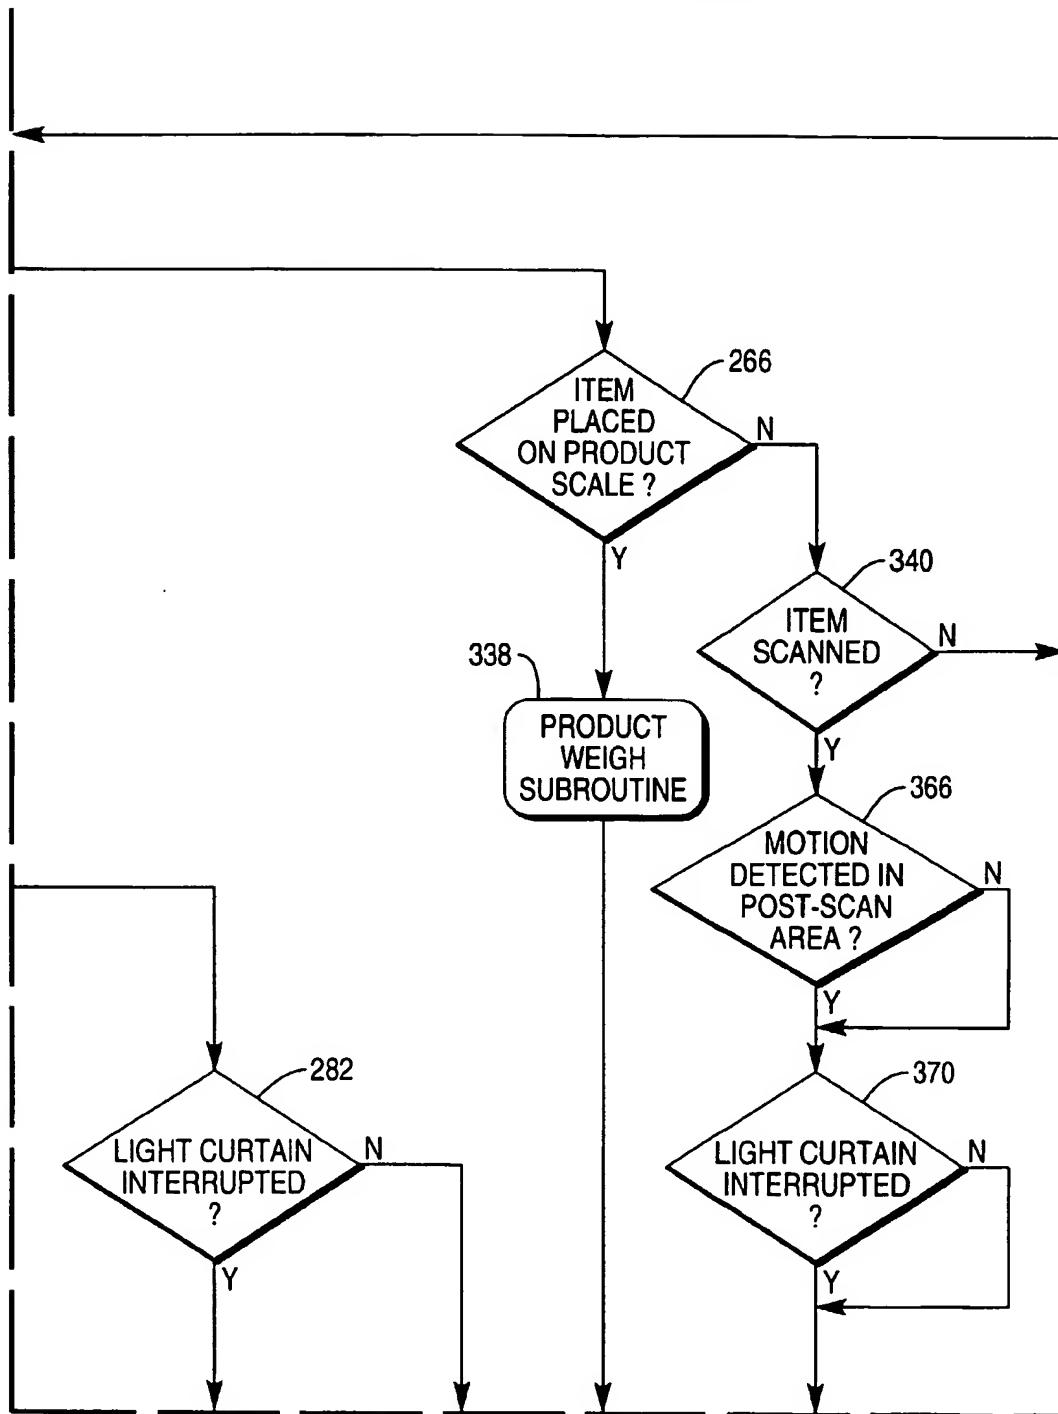 266
ITEM
PLACED
ON PRODUCT
SCALE ?
N
Y
340
ITEM
SCANNED
?
N
Y
338
PRODUCT
WEIGH
SUBROUTINE
366
MOTION
DETECTED IN
POST-SCAN
AREA ?
N
Y
282
LIGHT CURTAIN
INTERRUPTED
?
N
Y
370
LIGHT CURTAIN
INTERRUPTED
?
N
Y